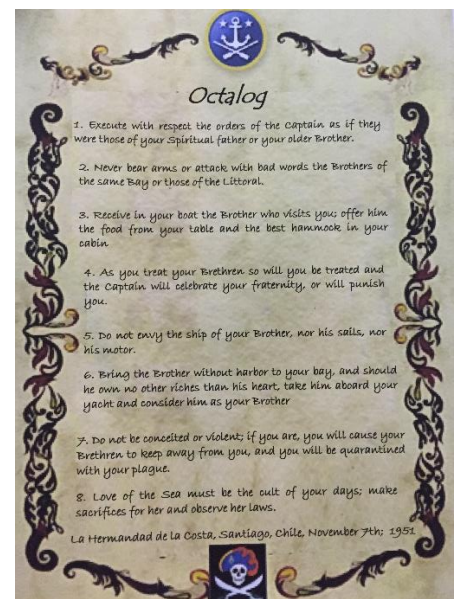 Octalog
1. Execute with respect the orders of the Captain as if they
were those of your Spiritual father or your older Brother.
2. Never bear arms or attack with bad words the Brothers of
the same Bay or those of the Littoral.
3. Receive in your boat the Brother who visits you; offer him
the food from your table and the best hammock in your
cabin
4. As you treat your Brethren so will you be treated and
the Captain will celebrate your fraternity, or will punish
you.
5. Do not envy the ship of your Brother, nor his sails, nor
his motor.
6. Bring the Brother without harbor to your bay, and should
he own no other riches than his heart, take him aboard your
yacht and consider him as your Brother
7. Do not be conceited or violent; if you are, you will cause your
Brethren to keep away from you, and you will be quarantined
with your plague.
8. Love of the Sea must be the cult of your days; make
sacrifices for her and observe her laws.
La Hermandad de la Costa, Santiago, Chile, November 7th; 1951